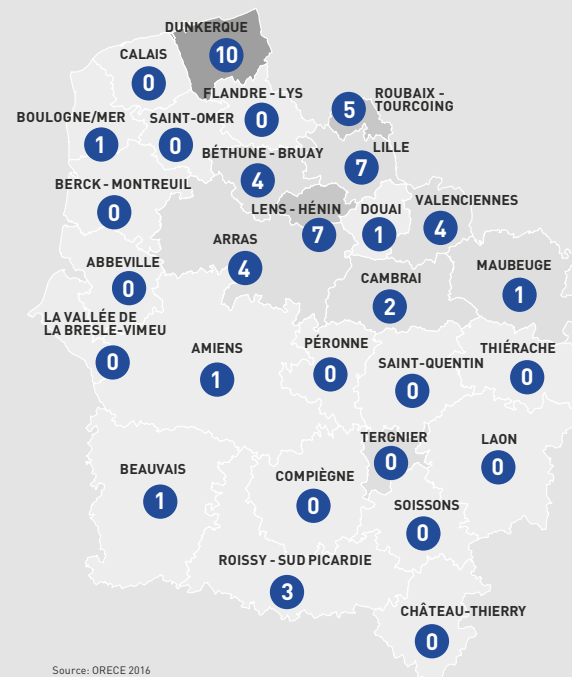 DUNKERQUE
10
CALAIS
0
FLANDRE - LYS
0
ROUBAIX -
TOURCOING
5
BOULOGNE/MER
1
SAINT-OMER
0
BÉTHUNE - BRUAY
4
LILLE
7
BERCK - MONTREUIL
0
LENS - HÉNIN
7
DOUAI
1
VALENCIENNES
4
ARRAS
4
ABBEVILLE
0
CAMBRAI
2
MAUBEUGE
1
LA VALLÉE DE
LA BRESLE-VIMEU
0
AMIENS
1
PÉRONNE
0
SAINT-QUENTIN
0
THIÉRACHE
0
TERGNIER
0
LAON
0
BEAUVAIS
1
COMPIÈGNE
0
SOISSONS
0
ROISSY - SUD PICARDIE
3
CHÂTEAU-THIERRY
0
Source: ORECE 2016